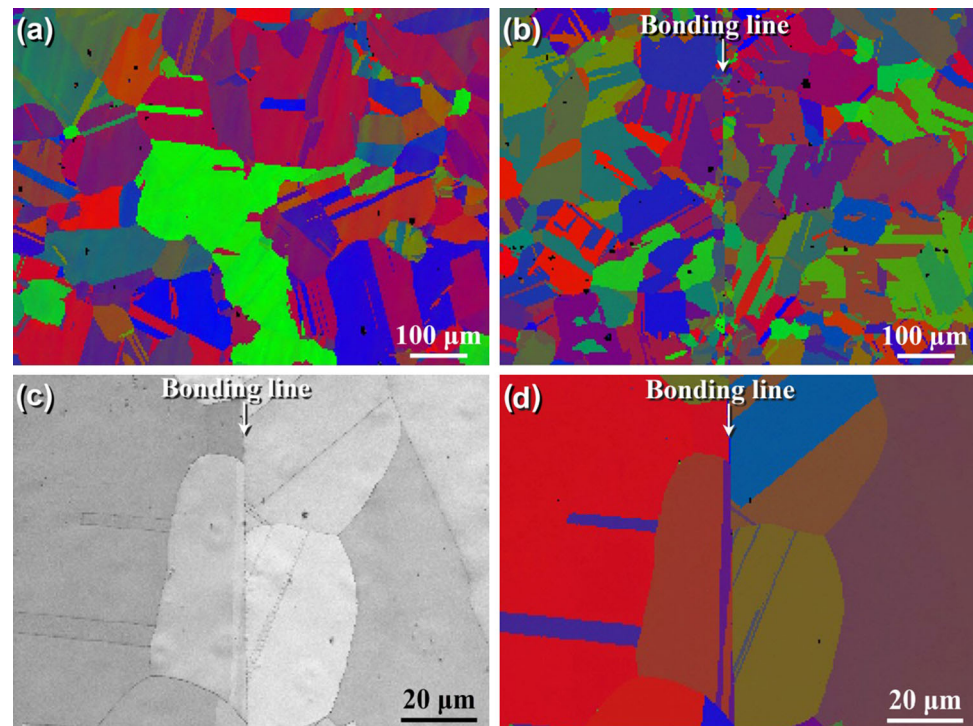 (a)
100 μm
(b)
Bonding line
100 μm
(c)
Bonding line
20 μm
(d)
Bonding line
20 μm